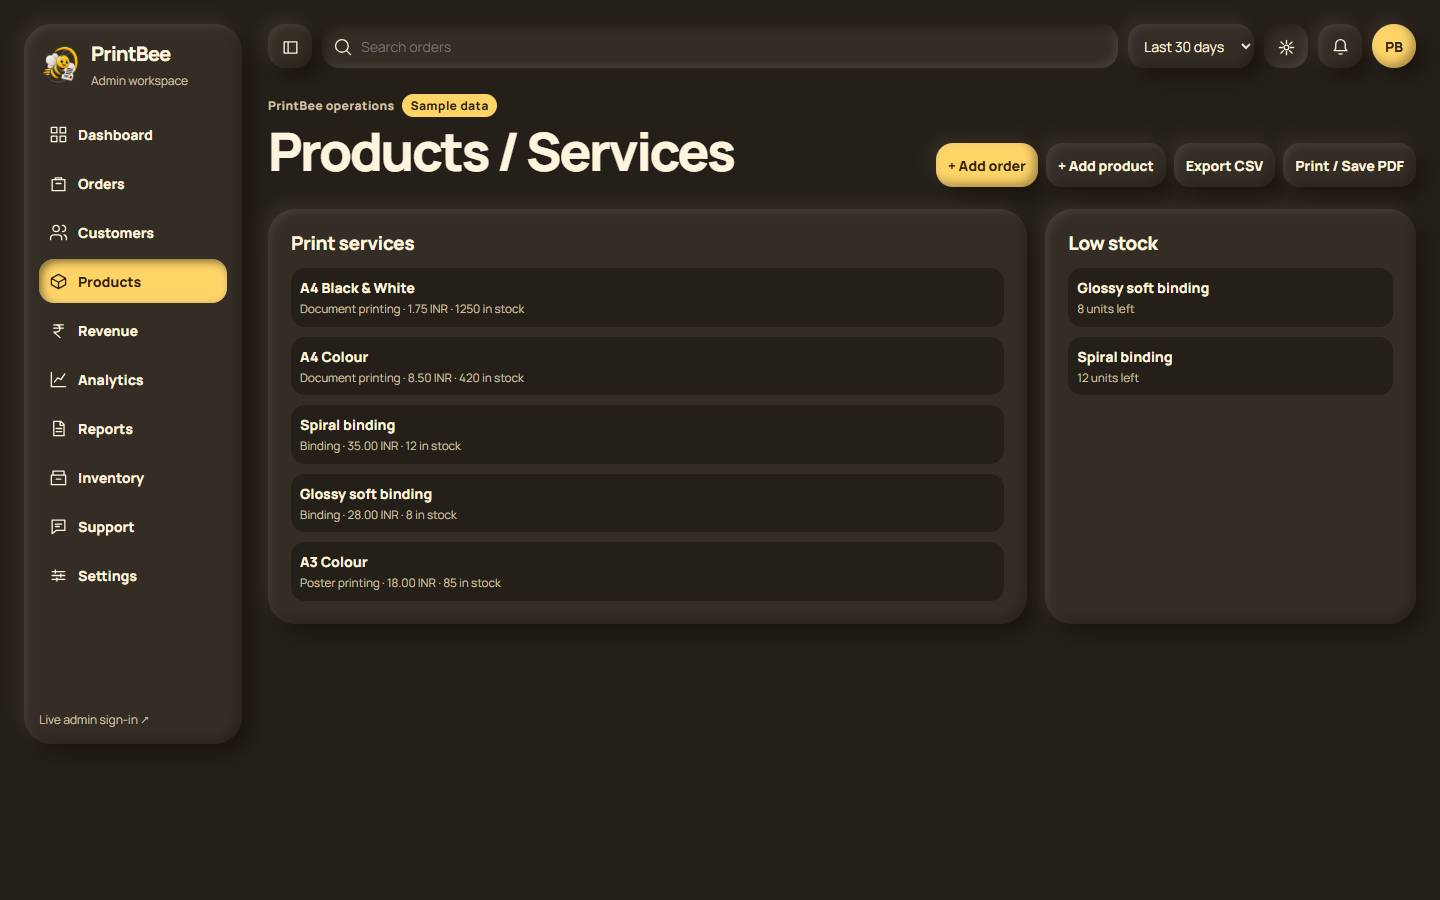 PrintBee
Admin workspace
Dashboard
Orders
Customers
Products
Revenue
Analytics
Reports
Inventory
Support
Settings
Live admin sign-in ↗
Search orders
Last 30 days
PB
PrintBee operations
Sample data
Products / Services
+ Add order
+ Add product
Export CSV
Print / Save PDF
Print services
A4 Black & White
Document printing · 1.75 INR · 1250 in stock
A4 Colour
Document printing · 8.50 INR · 420 in stock
Spiral binding
Binding · 35.00 INR · 12 in stock
Glossy soft binding
Binding · 28.00 INR · 8 in stock
A3 Colour
Poster printing · 18.00 INR · 85 in stock
Low stock
Glossy soft binding
8 units left
Spiral binding
12 units left